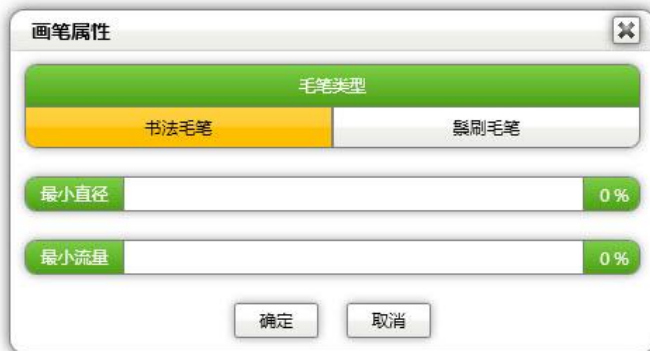 画笔属性
毛笔类型
书法毛笔 鬃刷毛笔
最小直径 0 %
最小流量 0 %
确定 取消